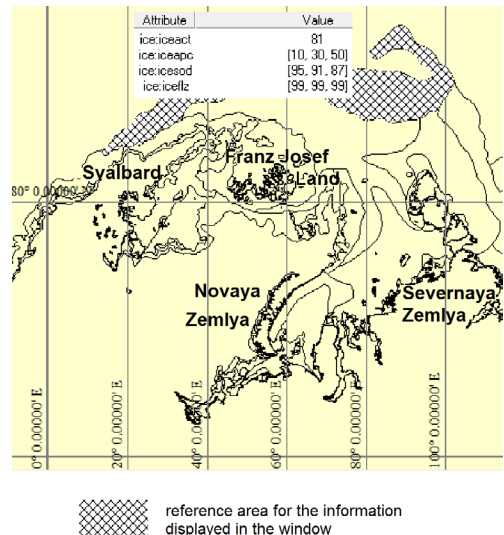 Attribute Value
ice:iceact 81
ice:iceapc [10, 30, 50]
ice:icesod [95, 91, 87]
ice:iceflz [99, 99, 99]
Franz Josef
Land
Syalbard
80° 0.00000' N
Novaya
Zemlya
Severnaya
Zemlya
0° 0.00000' E
20° 0.00000' E
40° 0.00000' E
60° 0.00000' E
80° 0.00000' E
100° 0.00000' E
reference area for the information
displayed in the window